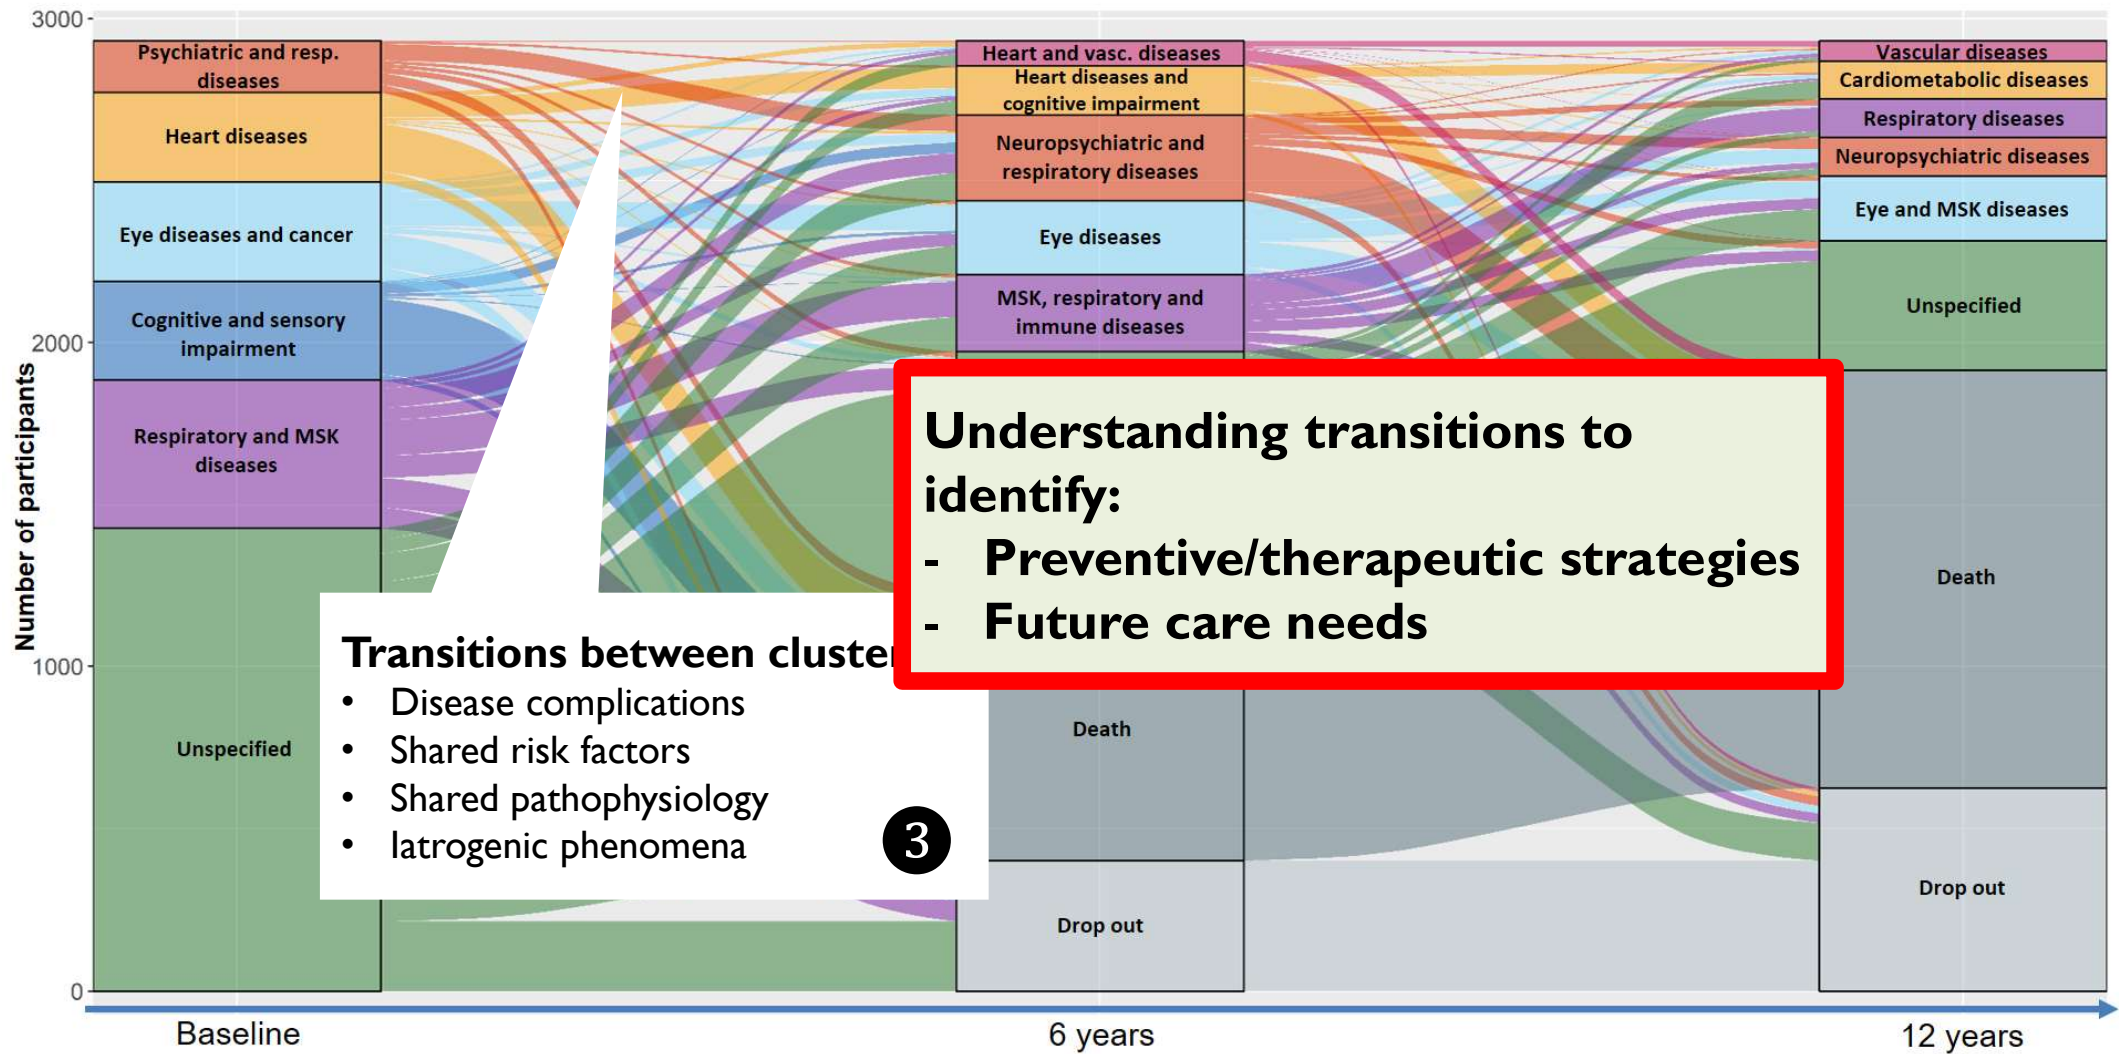 3000
2000
1000
0
Number of participants
Psychiatric and resp.
diseases
Heart diseases
Eye diseases and cancer
Cognitive and sensory
impairment
Respiratory and MSK
diseases
Unspecified
Heart and vasc. diseases
Heart diseases and
cognitive impairment
Neuropsychiatric and
respiratory diseases
Eye diseases
MSK, respiratory and
immune diseases
Death
Drop out
Vascular diseases
Cardiometabolic diseases
Respiratory diseases
Neuropsychiatric diseases
Eye and MSK diseases
Unspecified
Death
Drop out
Understanding transitions to
identify:
- Preventive/therapeutic strategies
- Future care needs
Transitions between cluster
• Disease complications
• Shared risk factors
• Shared pathophysiology
• Iatrogenic phenomena
3
Baseline
6 years
12 years